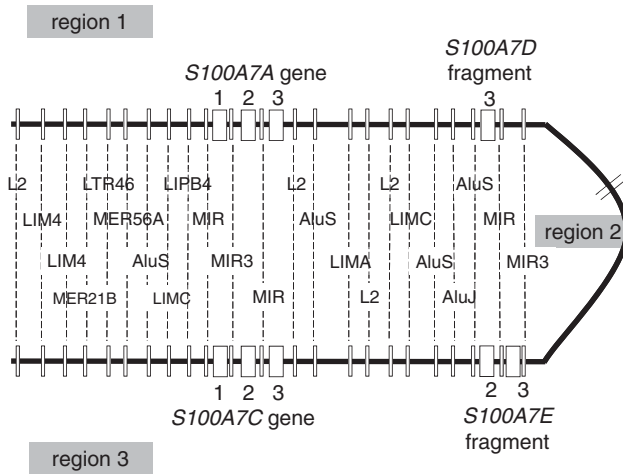 region 1
S100A7A gene
S100A7D
fragment
1 2 3
3
L2 LTR46 LIPB4 L2 L2 AluS
LIM4 MER56A MIR AluS LIMC MIR
region 2
LIM4 AluS MIR3 LIMA AluS MIR3
MER21B LIMC MIR L2 AluJ
1 2 3
2 3
S100A7C gene
S100A7E
fragment
region 3